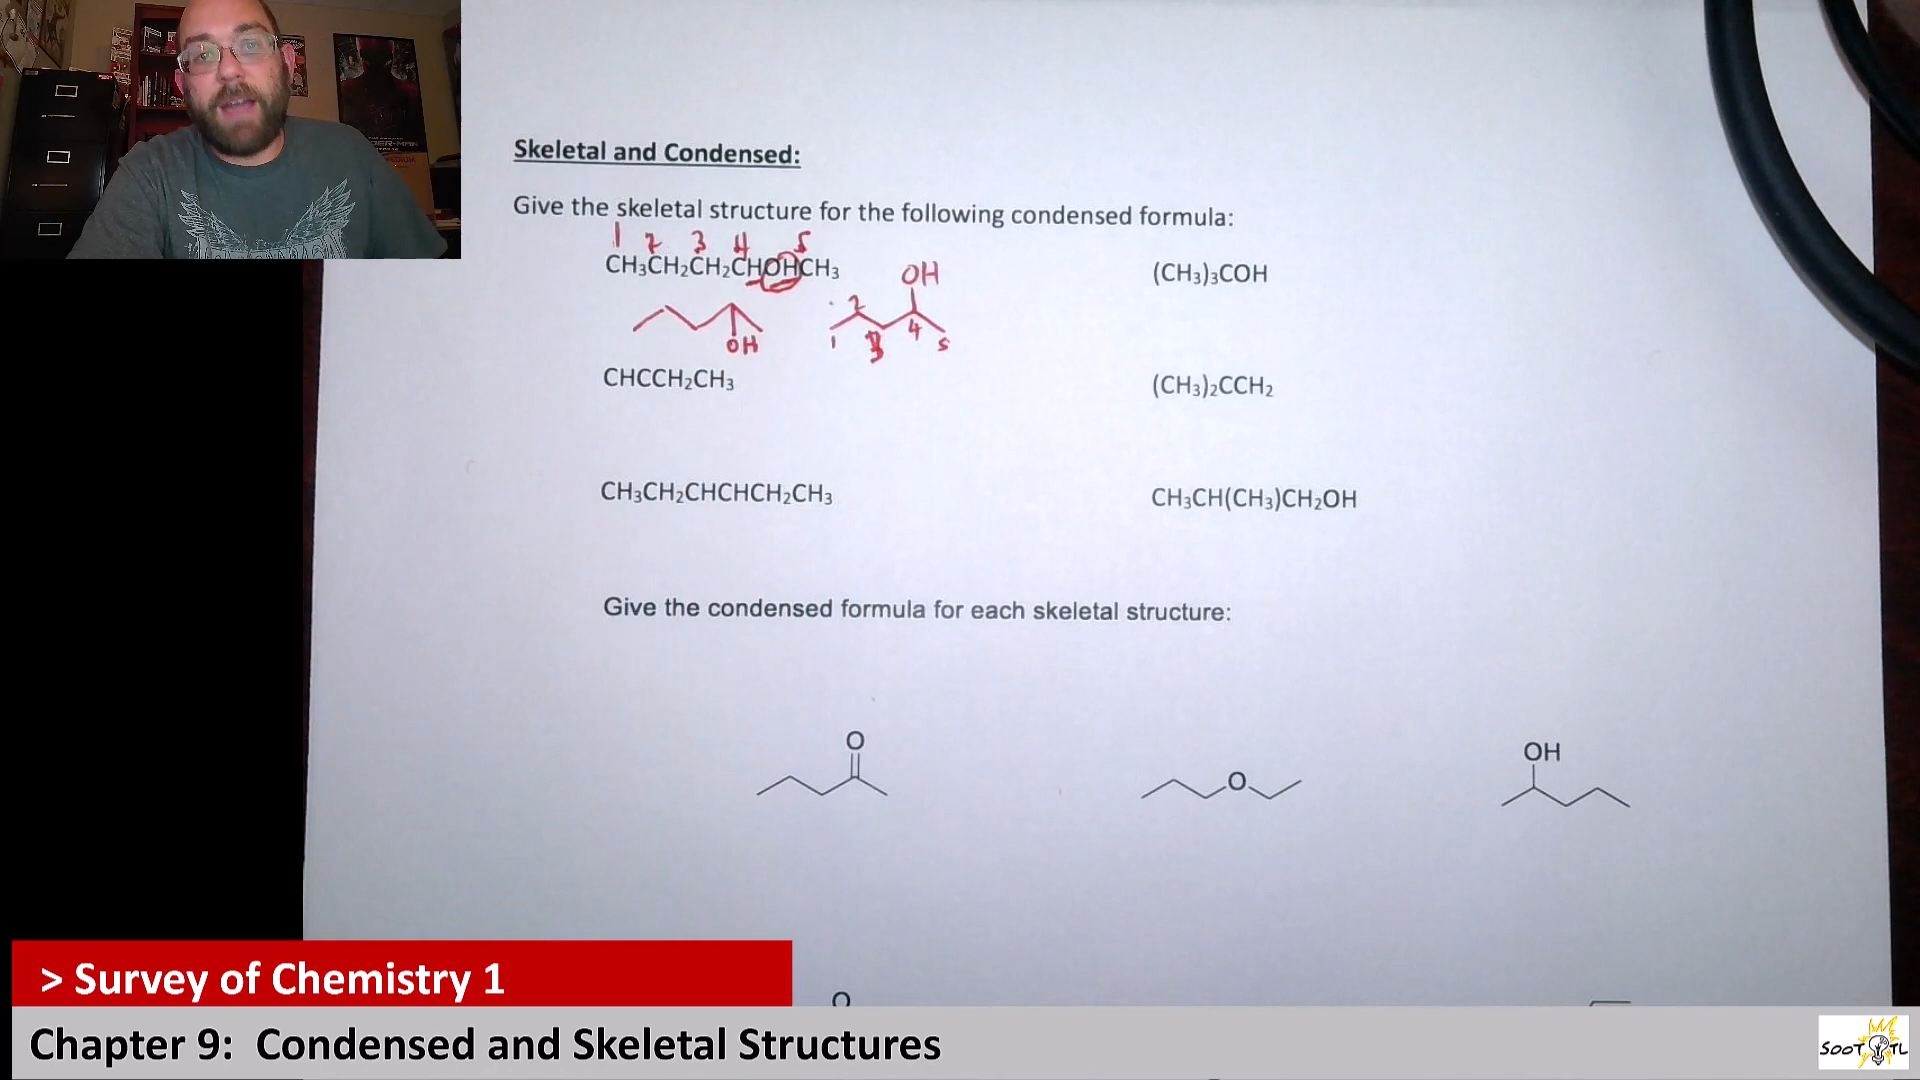 Skeletal and Condensed:
Give the skeletal structure for the following condensed formula:
1 2 3 4 5
CH₃CH₂CH₂CHOHCH₃
(CH₃)₃COH
OH
OH
1 2 3 4 5
CHCCH₂CH₃
(CH₃)₂CCH₂
CH₃CH₂CHCHCH₂CH₃
CH₃CH(CH₃)CH₂OH
Give the condensed formula for each skeletal structure:
O
O
OH
O
> Survey of Chemistry 1
Chapter 9: Condensed and Skeletal Structures
SOOT TL